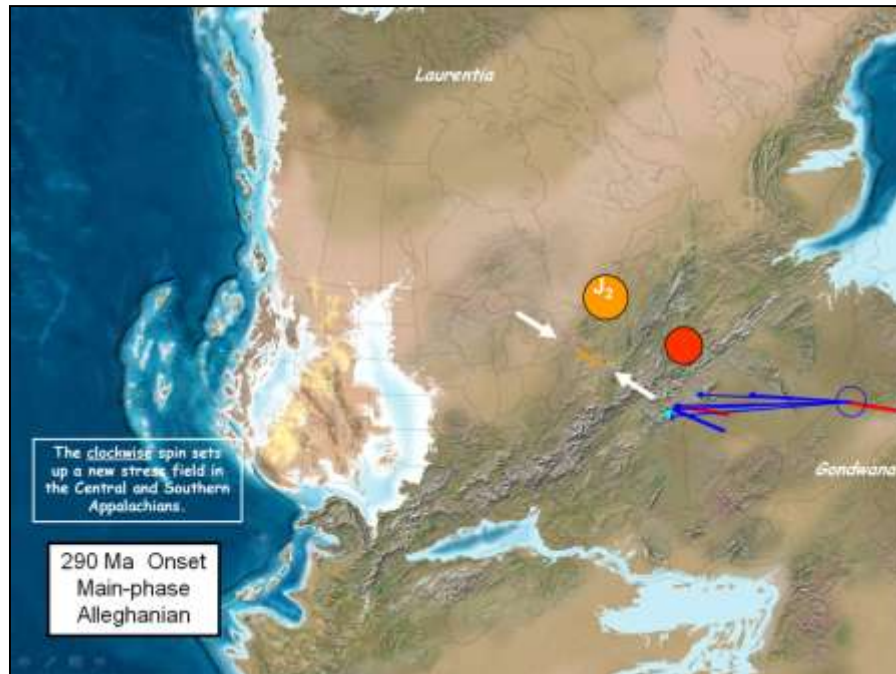 Laurentia
J2
The clockwise spin sets
up a new stress field in
the Central and Southern
Appalachians.
Gondwana
290 Ma Onset
Main-phase
Alleghanian